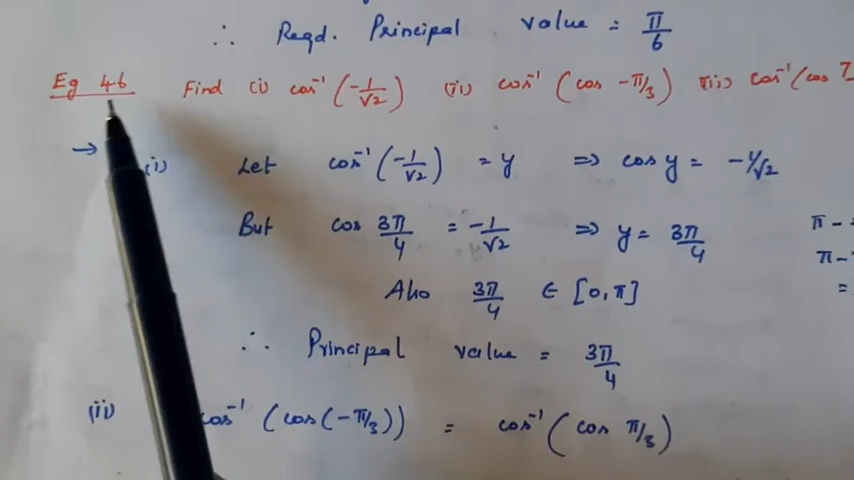 ∴ Reqd. Principal value = π/6
Eg 4.6 Find (i) cos⁻¹(-1/√2) (ii) cos⁻¹(cos -π/3) (iii) cos⁻¹(cos
→ (i) Let cos⁻¹(-1/√2) = y ⇒ cos y = -1/√2
But cos 3π/4 = -1/√2 ⇒ y = 3π/4 π -
π -
Also 3π/4 ∈ [0, π] =
∴ Principal value = 3π/4
(ii) cos⁻¹(cos(-π/3)) = cos⁻¹(cos π/3)